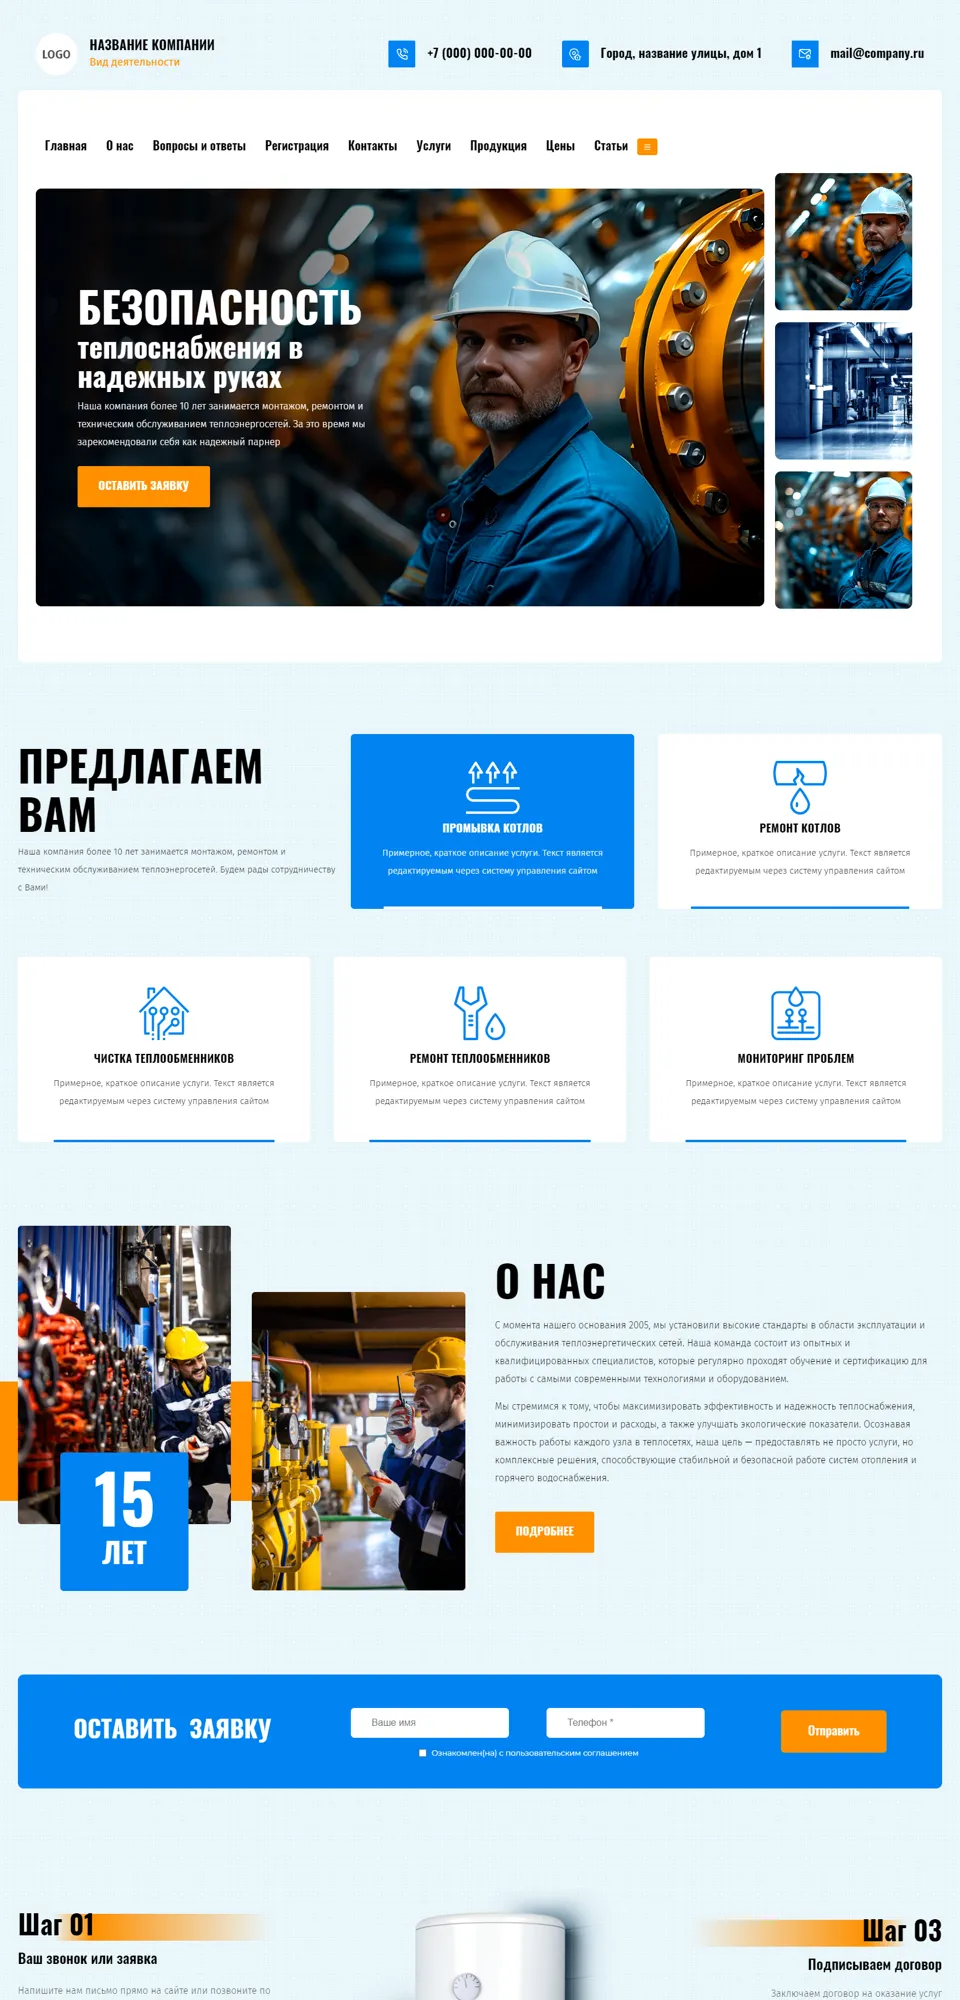 LOGO
НАЗВАНИЕ КОМПАНИИ
Вид деятельности
+7 (000) 000-00-00
Город, название улицы, дом 1
mail@company.ru
Главная
О нас
Вопросы и ответы
Регистрация
Контакты
Услуги
Продукция
Цены
Статьи
БЕЗОПАСНОСТЬ
теплоснабжения в
надежных руках
Наша компания более 10 лет занимается монтажом, ремонтом и
техническим обслуживанием теплоэнергосетей. За это время мы
зарекомендовали себя как надежный парнер
ОСТАВИТЬ ЗАЯВКУ
ПРЕДЛАГАЕМ
ВАМ
Наша компания более 10 лет занимается монтажом, ремонтом и
техническим обслуживанием теплоэнергосетей. Будем рады сотрудничеству
с Вами!
ПРОМЫВКА КОТЛОВ
Примерное, краткое описание услуги. Текст является
редактируемым через систему управления сайтом
РЕМОНТ КОТЛОВ
Примерное, краткое описание услуги. Текст является
редактируемым через систему управления сайтом
ЧИСТКА ТЕПЛООБМЕННИКОВ
Примерное, краткое описание услуги. Текст является
редактируемым через систему управления сайтом
РЕМОНТ ТЕПЛООБМЕННИКОВ
Примерное, краткое описание услуги. Текст является
редактируемым через систему управления сайтом
МОНИТОРИНГ ПРОБЛЕМ
Примерное, краткое описание услуги. Текст является
редактируемым через систему управления сайтом
15
ЛЕТ
О НАС
С момента нашего основания 2005, мы установили высокие стандарты в области эксплуатации и
обслуживания теплоэнергетических сетей. Наша команда состоит из опытных и
квалифицированных специалистов, которые регулярно проходят обучение и сертификацию для
работы с самыми современными технологиями и оборудованием.
Мы стремимся к тому, чтобы максимизировать эффективность и надежность теплоснабжения,
минимизировать простои и расходы, а также улучшать экологические показатели. Осознавая
важность работы каждого узла в теплосетях, наша цель — предоставлять не просто услуги, но
комплексные решения, способствующие стабильной и безопасной работе систем отопления и
горячего водоснабжения.
ПОДРОБНЕЕ
ОСТАВИТЬ ЗАЯВКУ
Ваше имя
Телефон *
Ознакомлен(на) с пользовательским соглашением
Отправить
Шаг 01
Ваш звонок или заявка
Напишите нам письмо прямо на сайте или позвоните по
Шаг 03
Подписываем договор
Заключаем договор на оказание услуг